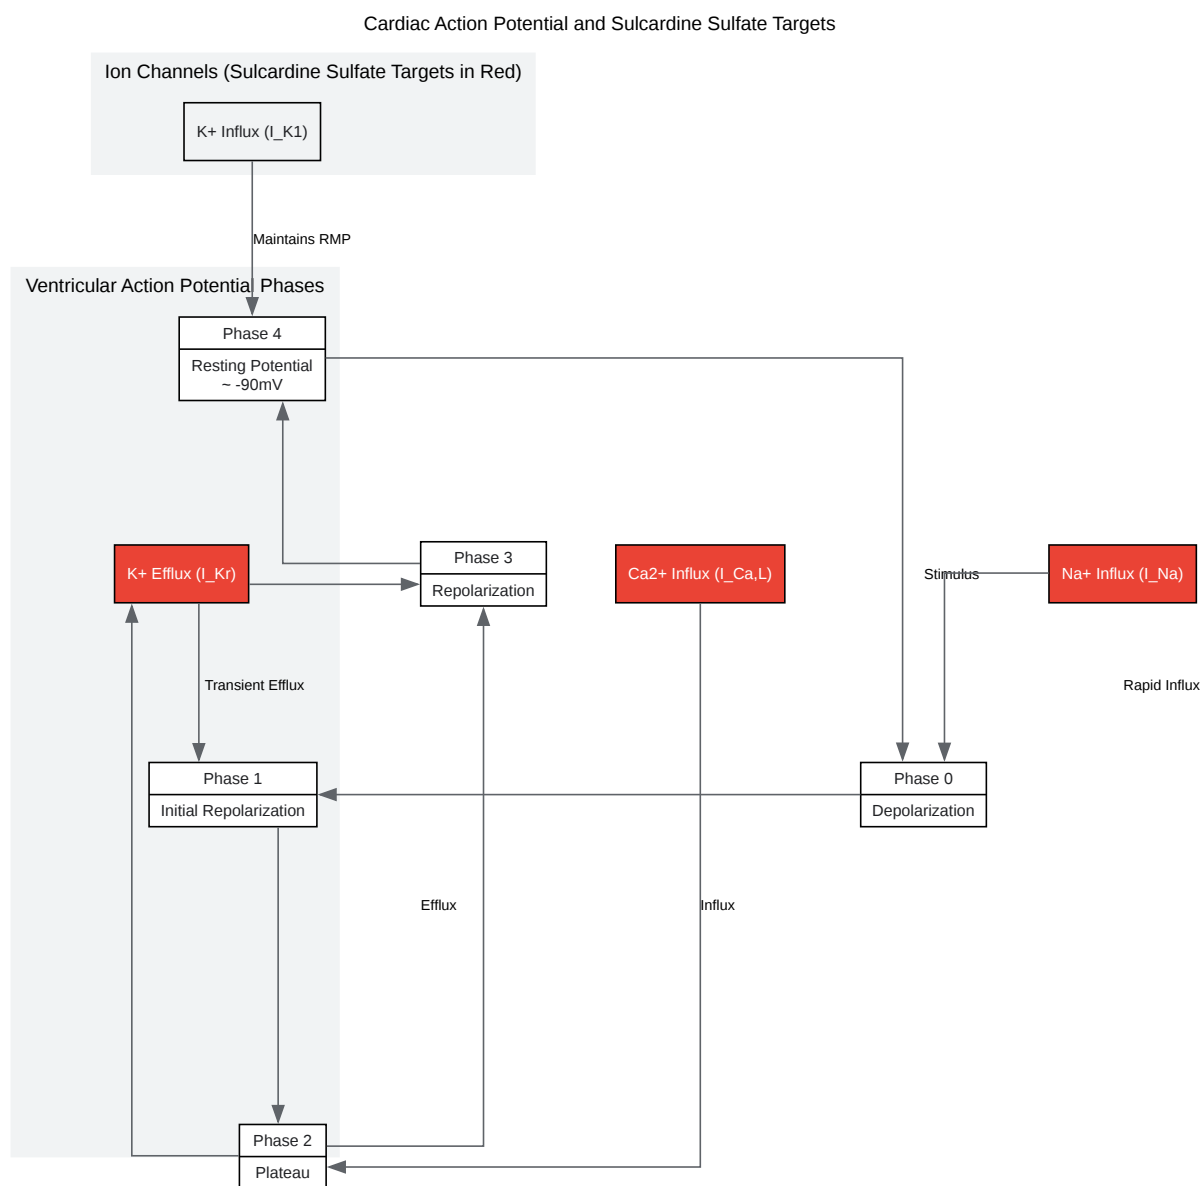 Cardiac Action Potential and Sulcardine Sulfate Targets
Ion Channels (Sulcardine Sulfate Targets in Red)
K+ Influx (I_K1)
Maintains RMP
Ventricular Action Potential Phases
Phase 4
Resting Potential
~ -90mV
K+ Efflux (I_Kr)
Phase 3
Repolarization
Ca2+ Influx (I_Ca,L)
Stimulus
Na+ Influx (I_Na)
Transient Efflux
Rapid Influx
Phase 1
Initial Repolarization
Phase 0
Depolarization
Efflux
Influx
Phase 2
Plateau